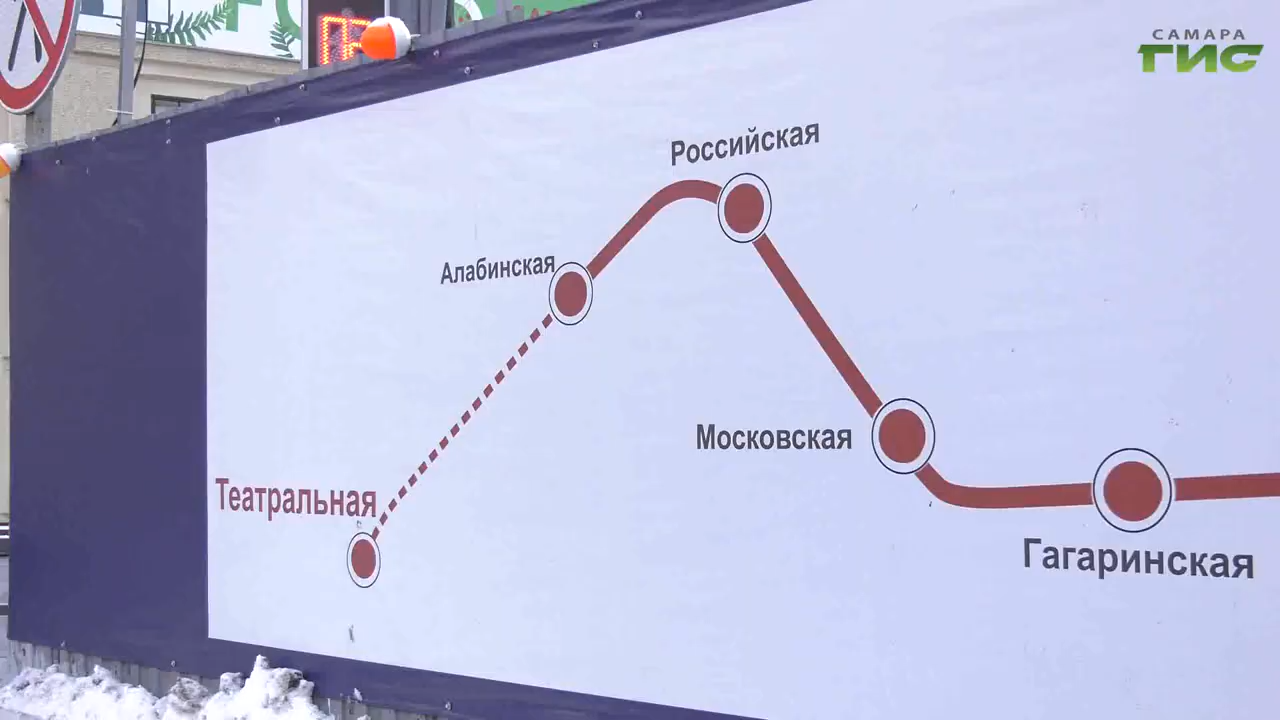 САМАРА
ГИС
Российская
Алабинская
Московская
Театральная
Гагаринская